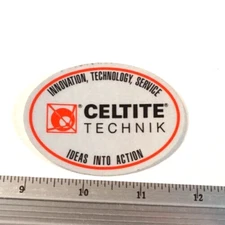 INNOVATION, TECHNOLOGY, SERVICE
® CELTITE®
TECHNIK
IDEAS INTO ACTION
9 10 11 12